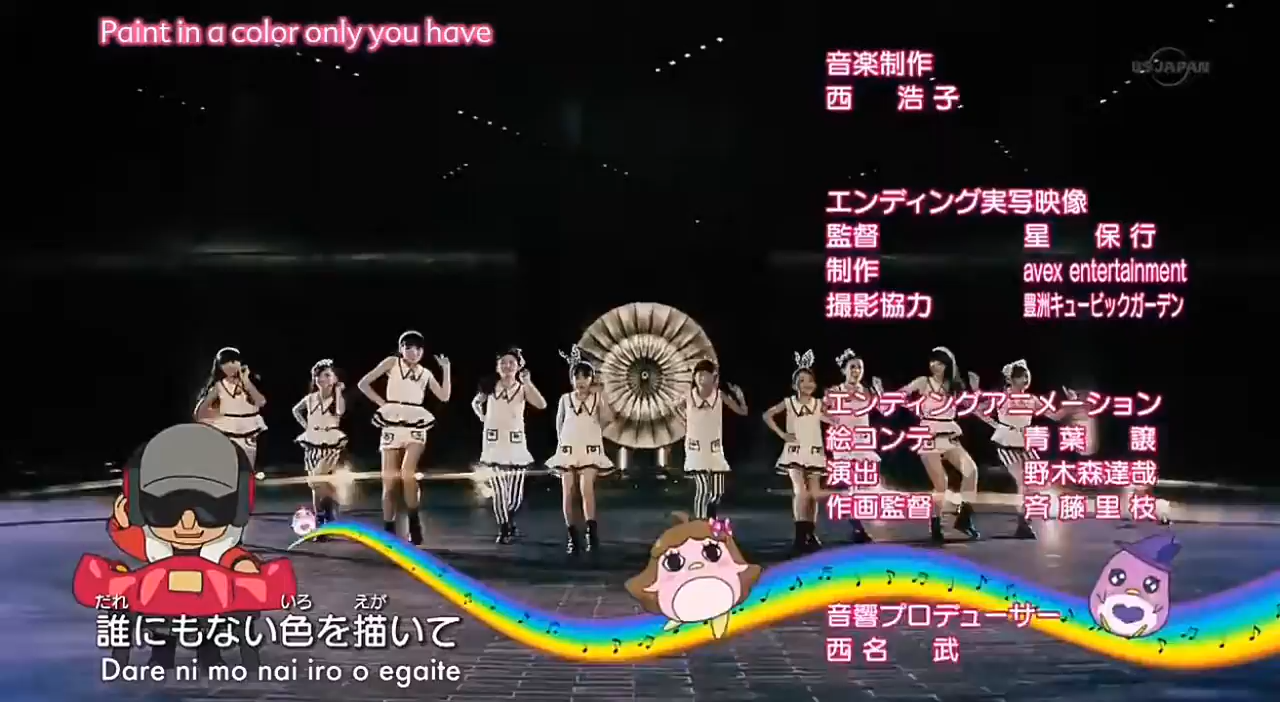 Paint in a color only you have
BS JAPAN
音楽制作
西 浩子
エンディング実写映像
監督 星 保行
制作 avex entertainment
撮影協力 豊洲キュービックガーデン
エンディングアニメーション
絵コンテ 青葉 譲
演出 野木森達哉
作画監督 斉藤里枝
音響プロデューサー
西名 武
だれ いろ えが
誰にもない色を描いて
Dare ni mo nai iro o egaite